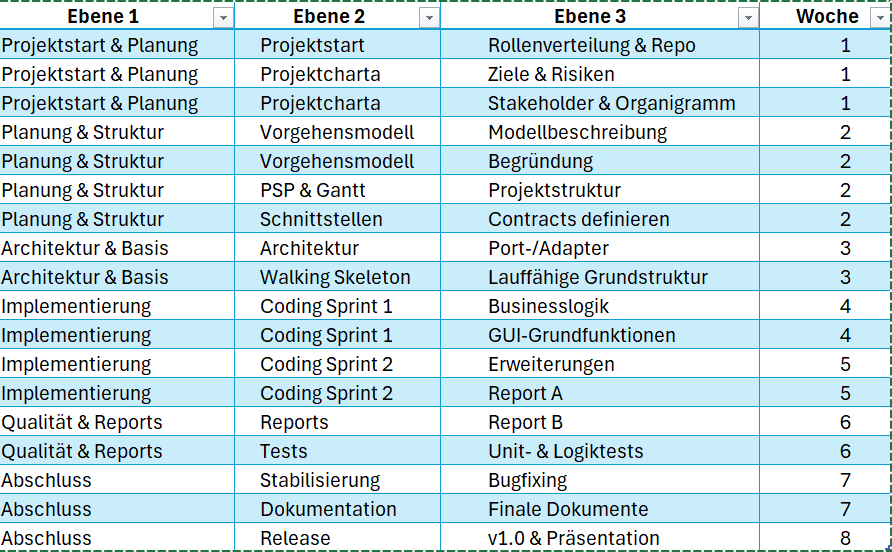 Ebene 1 Ebene 2 Ebene 3 Woche
Projektstart & Planung Projektstart Rollenverteilung & Repo 1
Projektstart & Planung Projektcharta Ziele & Risiken 1
Projektstart & Planung Projektcharta Stakeholder & Organigramm 1
Planung & Struktur Vorgehensmodell Modellbeschreibung 2
Planung & Struktur Vorgehensmodell Begründung 2
Planung & Struktur PSP & Gantt Projektstruktur 2
Planung & Struktur Schnittstellen Contracts definieren 2
Architektur & Basis Architektur Port-/Adapter 3
Architektur & Basis Walking Skeleton Lauffähige Grundstruktur 3
Implementierung Coding Sprint 1 Businesslogik 4
Implementierung Coding Sprint 1 GUI-Grundfunktionen 4
Implementierung Coding Sprint 2 Erweiterungen 5
Implementierung Coding Sprint 2 Report A 5
Qualität & Reports Reports Report B 6
Qualität & Reports Tests Unit- & Logiktests 6
Abschluss Stabilisierung Bugfixing 7
Abschluss Dokumentation Finale Dokumente 7
Abschluss Release v1.0 & Präsentation 8